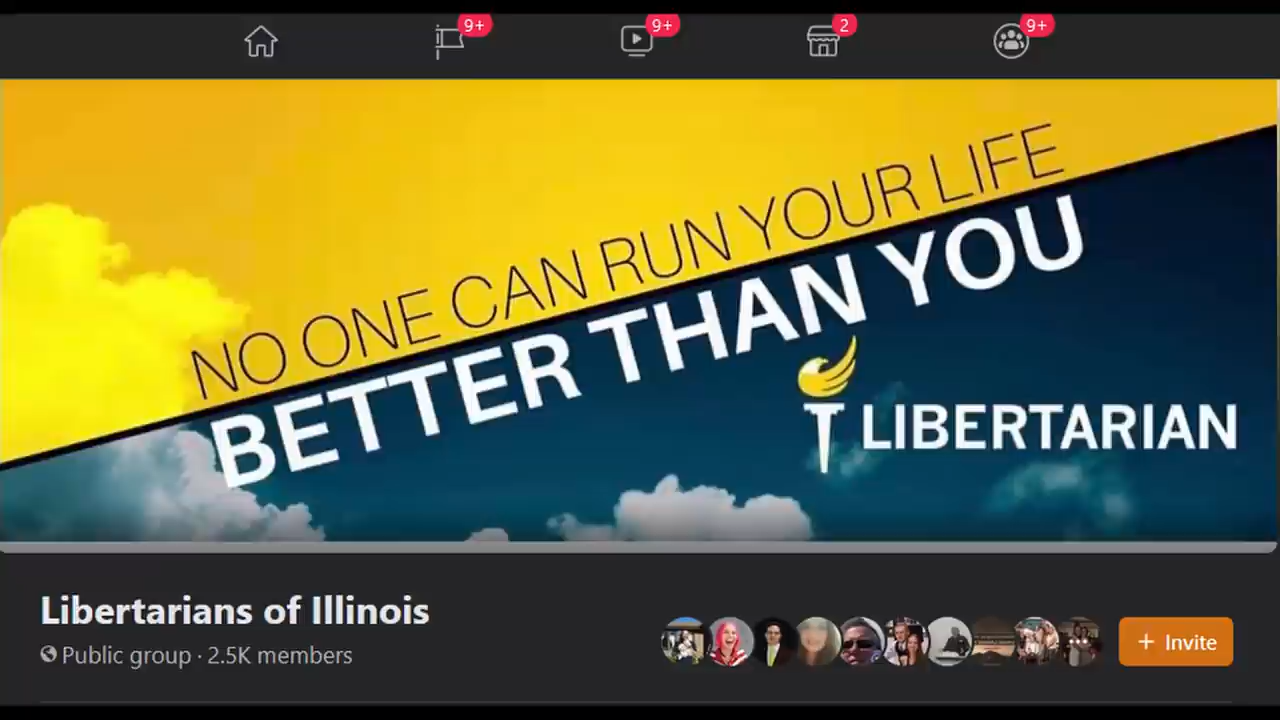 9+ 9+ 2 9+
NO ONE CAN RUN YOUR LIFE
BETTER THAN YOU
LIBERTARIAN
Libertarians of Illinois
Public group · 2.5K members
+ Invite